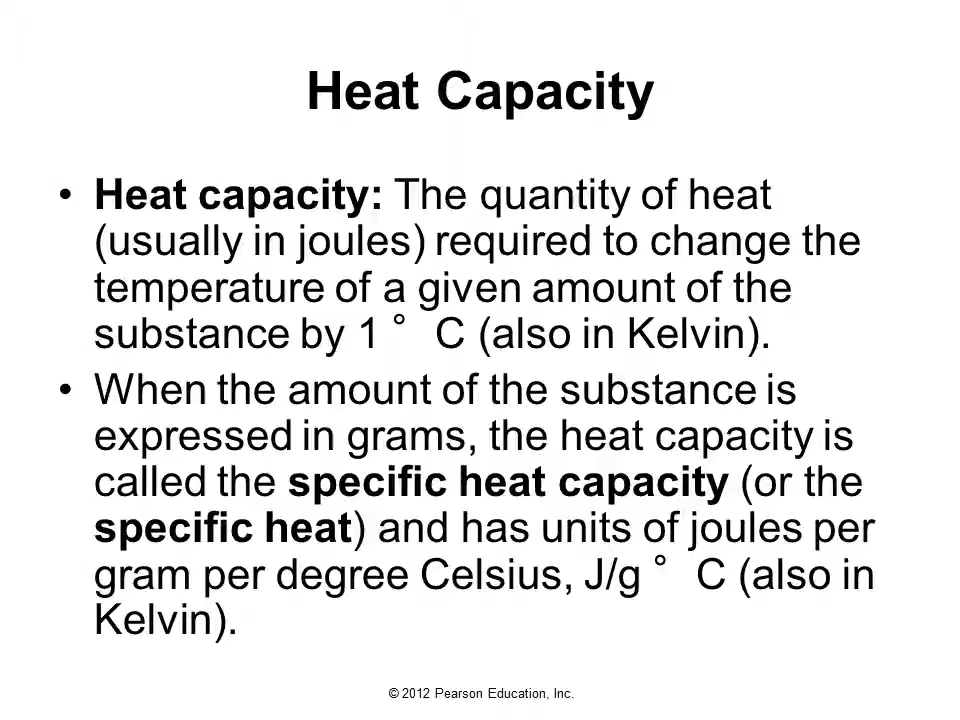 Heat Capacity
• Heat capacity: The quantity of heat
(usually in joules) required to change the
temperature of a given amount of the
substance by 1 ° C (also in Kelvin).
• When the amount of the substance is
expressed in grams, the heat capacity is
called the specific heat capacity (or the
specific heat) and has units of joules per
gram per degree Celsius, J/g ° C (also in
Kelvin).
© 2012 Pearson Education, Inc.